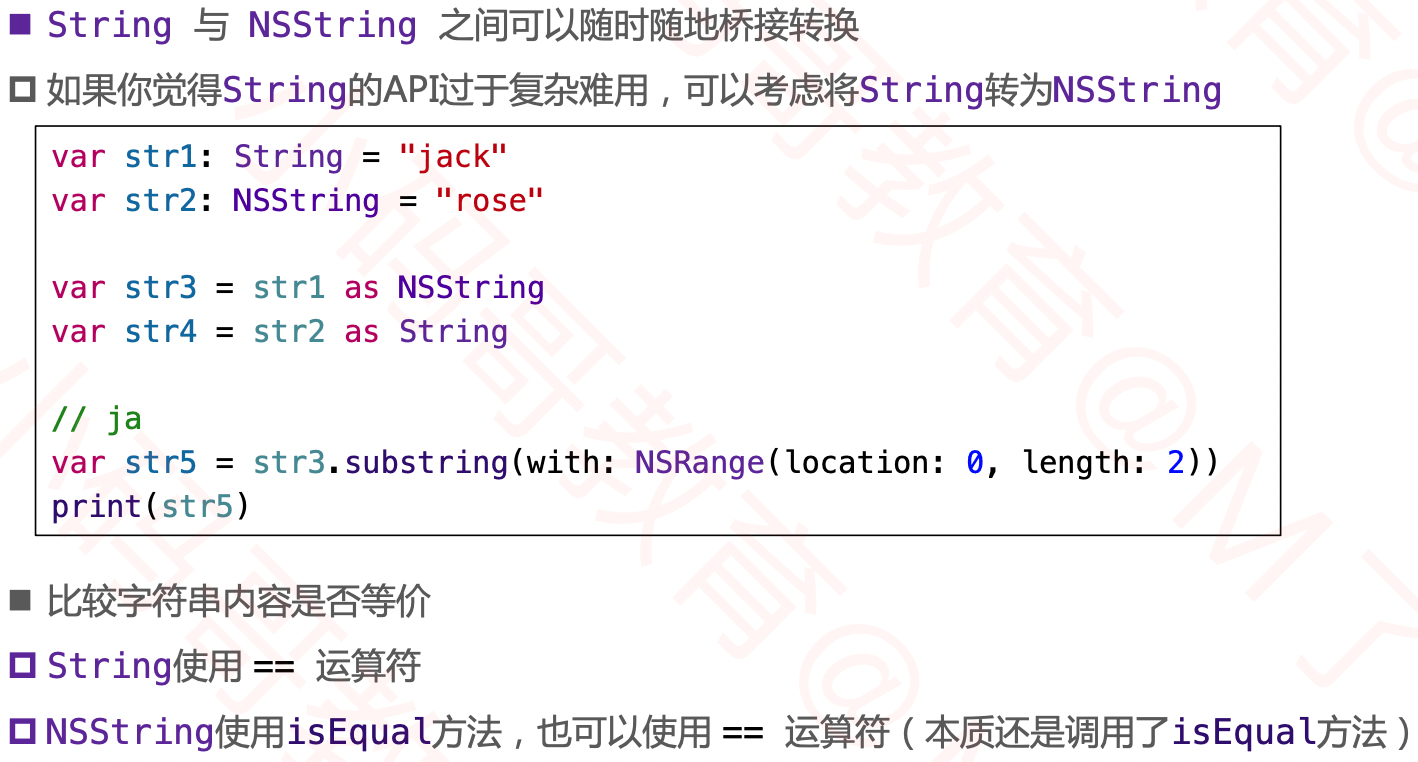 String 与 NSString 之间可以随时随地桥接转换
如果你觉得String的API过于复杂难用，可以考虑将String转为NSString
var str1: String = "jack"
var str2: NSString = "rose"
var str3 = str1 as NSString
var str4 = str2 as String
// ja
var str5 = str3.substring(with: NSRange(location: 0, length: 2))
print(str5)
比较字符串内容是否等价
String使用 == 运算符
NSString使用isEqual方法，也可以使用 == 运算符（本质还是调用了isEqual方法）